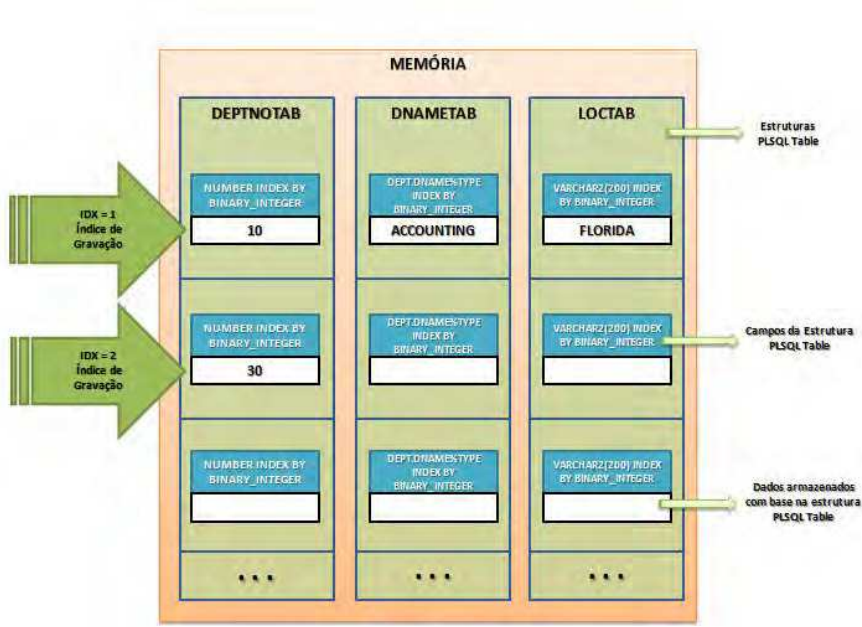 MEMÓRIA
DEPTNOTAB
DNAMETAB
LOCTAB
Estruturas
PLSQL Table
IDX = 1
Índice de
Gravação
NUMBER INDEX BY
BINARY_INTEGER
10
DEPT.DNAME%TYPE
INDEX BY
BINARY_INTEGER
ACCOUNTING
VARCHAR2(200) INDEX
BY BINARY_INTEGER
FLORIDA
IDX = 2
Índice de
Gravação
NUMBER INDEX BY
BINARY_INTEGER
30
DEPT.DNAME%TYPE
INDEX BY
BINARY_INTEGER
VARCHAR2(200) INDEX
BY BINARY_INTEGER
Campos da Estrutura
PLSQL Table
NUMBER INDEX BY
BINARY_INTEGER
DEPT.DNAME%TYPE
INDEX BY
BINARY_INTEGER
VARCHAR2(200) INDEX
BY BINARY_INTEGER
Dados armazenados
com base na estrutura
PLSQL Table
...
...
...